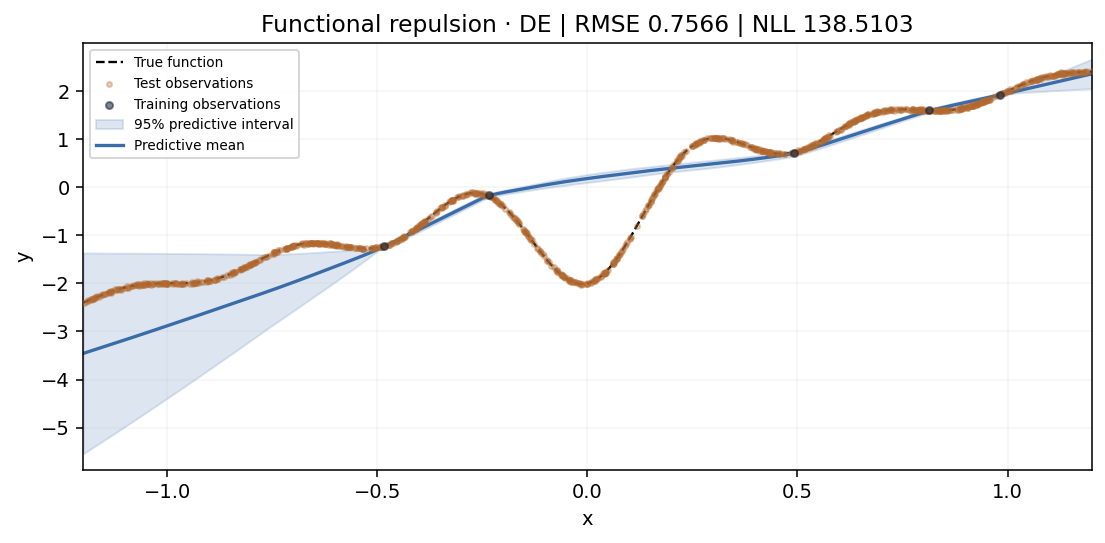 Functional repulsion · DE | RMSE 0.7566 | NLL 138.5103
True function
Test observations
Training observations
95% predictive interval
Predictive mean
2
1
0
−1
−2
−3
−4
−5
y
−1.0 −0.5 0.0 0.5 1.0
x